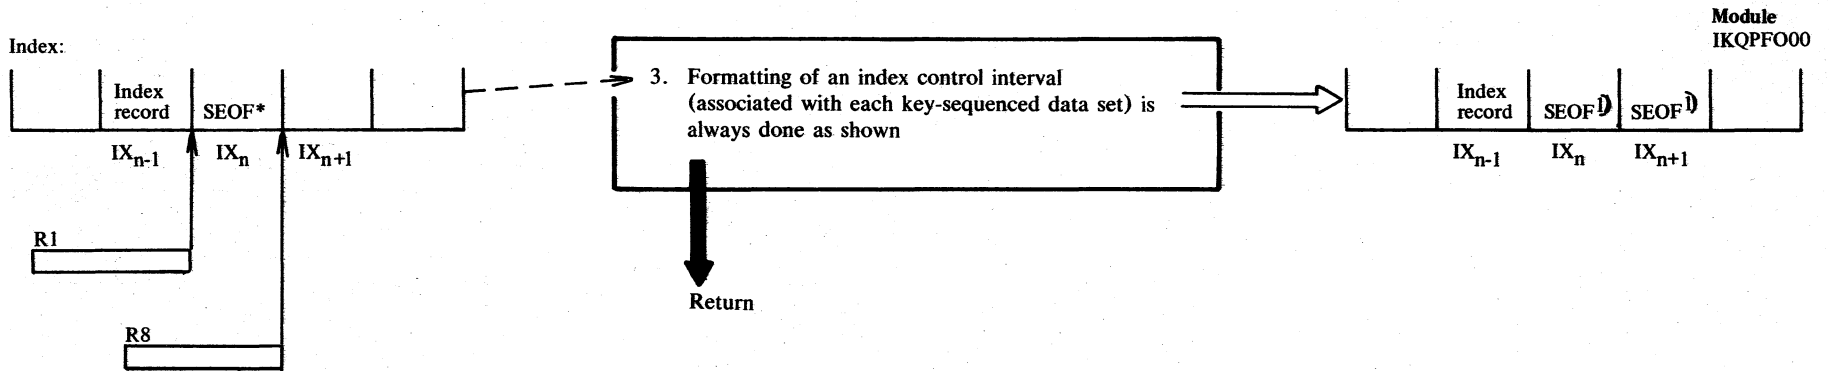 Module
IKQPFO00
Index:
Index
record
SEOF*
IXn-1
IXn
IXn+1
R1
R8
3. Formatting of an index control interval
(associated with each key-sequenced data set) is
always done as shown
Return
Index
record
SEOF1)
SEOF1)
IXn-1
IXn
IXn+1